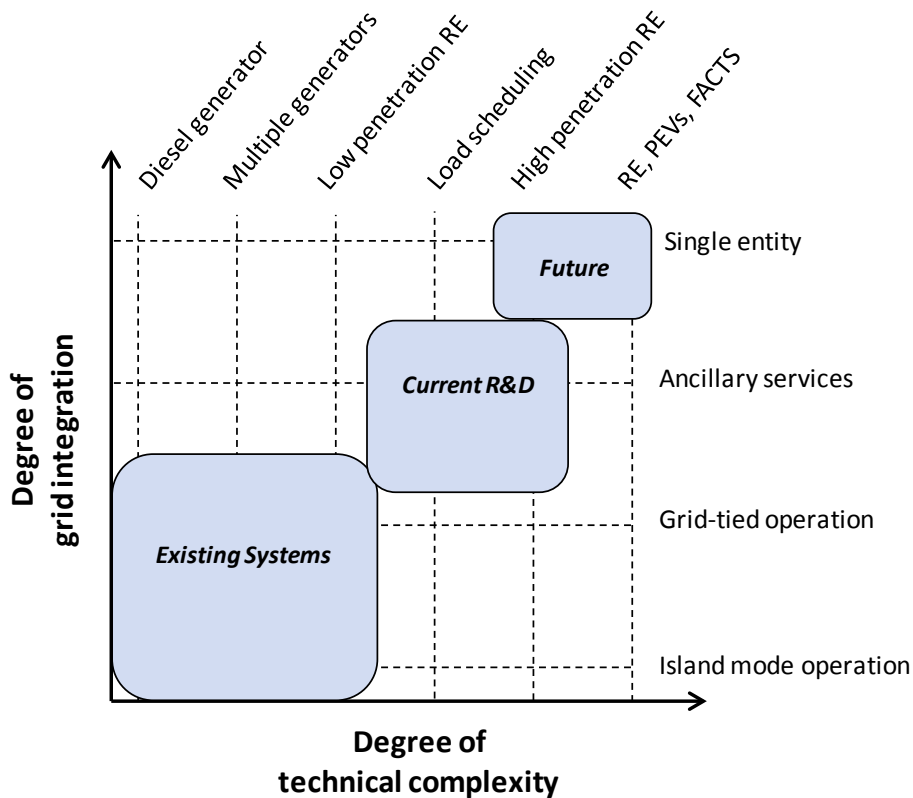 Diesel generator
Multiple generators
Low penetration RE
Load scheduling
High penetration RE
RE, PEVs, FACTS
Single entity
Future
Ancillary services
Current R&D
Degree of
grid integration
Grid-tied operation
Existing Systems
Island mode operation
Degree of
technical complexity